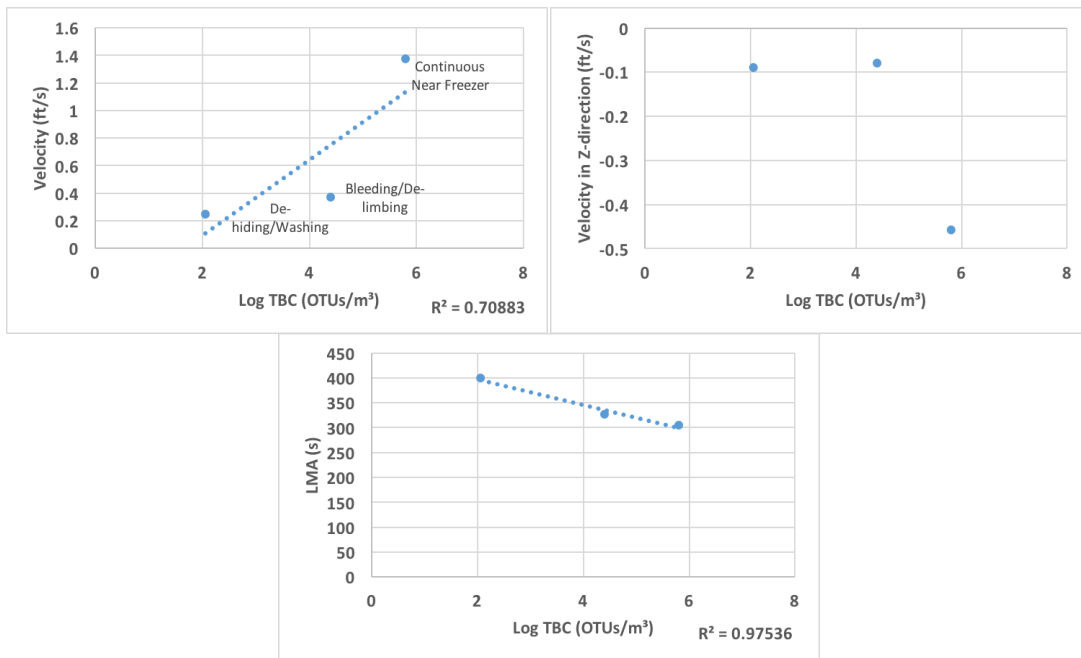 1.6
1.4
1.2
1
0.8
0.6
0.4
0.2
0
0 2 4 6 8
Velocity (ft/s)
Log TBC (OTUs/m³)
Continuous
Near Freezer
Bleeding/De-
limbing
De-
hiding/Washing
R² = 0.70883
0
-0.1
-0.2
-0.3
-0.4
-0.5
0 2 4 6 8
Velocity in Z-direction (ft/s)
Log TBC (OTUs/m³)
450
400
350
300
250
200
150
100
50
0
0 2 4 6 8
LMA (s)
Log TBC (OTUs/m³)
R² = 0.97536